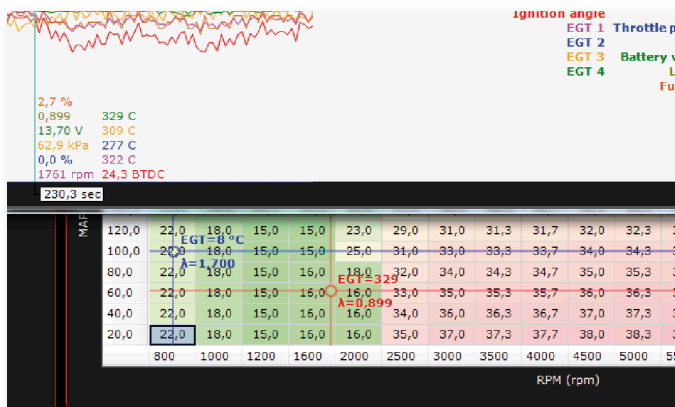 Ignition angle
EGT 1 Throttle p
EGT 2
EGT 3 Battery v
EGT 4 L
Fu
2,7 %
0,899 329 C
13,70 V 309 C
62,9 kPa 277 C
0,0 % 322 C
1761 rpm 24,3 BTDC
230,3 sec
MAP
120,0 22,0 18,0 15,0 15,0 23,0 29,0 31,0 31,3 31,7 32,0 32,3
EGT=8 °C
100,0 22,0 18,0 15,0 15,0 25,0 31,0 33,0 33,3 33,7 34,0 34,3
λ=1,700
80,0 22,0 18,0 15,0 16,0 18,0 32,0 34,0 34,3 34,7 35,0 35,3
EGT=329
60,0 22,0 18,0 15,0 16,0 16,0 33,0 35,0 35,3 35,7 36,0 36,3
λ=0,899
40,0 22,0 18,0 15,0 16,0 16,0 34,0 36,0 36,3 36,7 37,0 37,3
20,0 22,0 18,0 15,0 16,0 16,0 35,0 37,0 37,3 37,7 38,0 38,3
800 1000 1200 1600 2000 2500 3000 3500 4000 4500 5000 55
RPM (rpm)